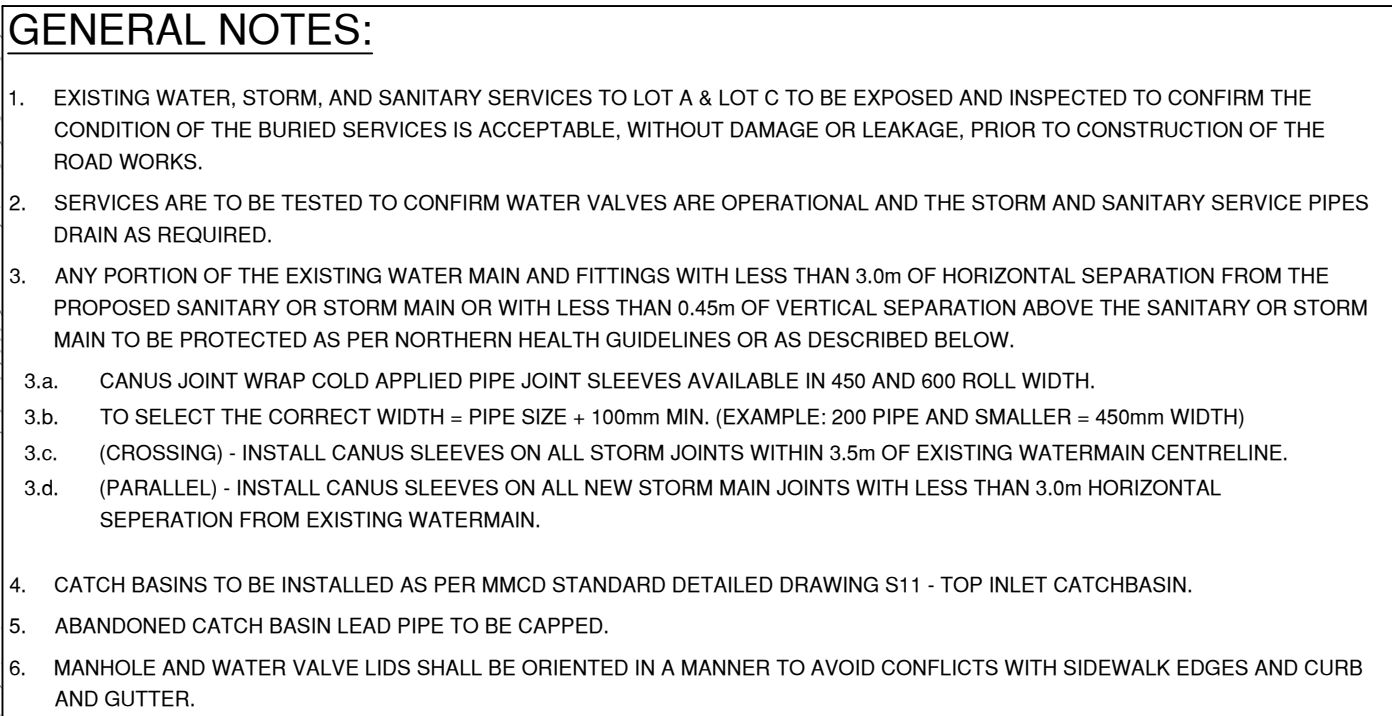 GENERAL NOTES:
1. EXISTING WATER, STORM, AND SANITARY SERVICES TO LOT A & LOT C TO BE EXPOSED AND INSPECTED TO CONFIRM THE
CONDITION OF THE BURIED SERVICES IS ACCEPTABLE, WITHOUT DAMAGE OR LEAKAGE, PRIOR TO CONSTRUCTION OF THE
ROAD WORKS.
2. SERVICES ARE TO BE TESTED TO CONFIRM WATER VALVES ARE OPERATIONAL AND THE STORM AND SANITARY SERVICE PIPES
DRAIN AS REQUIRED.
3. ANY PORTION OF THE EXISTING WATER MAIN AND FITTINGS WITH LESS THAN 3.0m OF HORIZONTAL SEPARATION FROM THE
PROPOSED SANITARY OR STORM MAIN OR WITH LESS THAN 0.45m OF VERTICAL SEPARATION ABOVE THE SANITARY OR STORM
MAIN TO BE PROTECTED AS PER NORTHERN HEALTH GUIDELINES OR AS DESCRIBED BELOW.
3.a. CANUS JOINT WRAP COLD APPLIED PIPE JOINT SLEEVES AVAILABLE IN 450 AND 600 ROLL WIDTH.
3.b. TO SELECT THE CORRECT WIDTH = PIPE SIZE + 100mm MIN. (EXAMPLE: 200 PIPE AND SMALLER = 450mm WIDTH)
3.c. (CROSSING) - INSTALL CANUS SLEEVES ON ALL STORM JOINTS WITHIN 3.5m OF EXISTING WATERMAIN CENTRELINE.
3.d. (PARALLEL) - INSTALL CANUS SLEEVES ON ALL NEW STORM MAIN JOINTS WITH LESS THAN 3.0m HORIZONTAL
SEPERATION FROM EXISTING WATERMAIN.
4. CATCH BASINS TO BE INSTALLED AS PER MMCD STANDARD DETAILED DRAWING S11 - TOP INLET CATCHBASIN.
5. ABANDONED CATCH BASIN LEAD PIPE TO BE CAPPED.
6. MANHOLE AND WATER VALVE LIDS SHALL BE ORIENTED IN A MANNER TO AVOID CONFLICTS WITH SIDEWALK EDGES AND CURB
AND GUTTER.